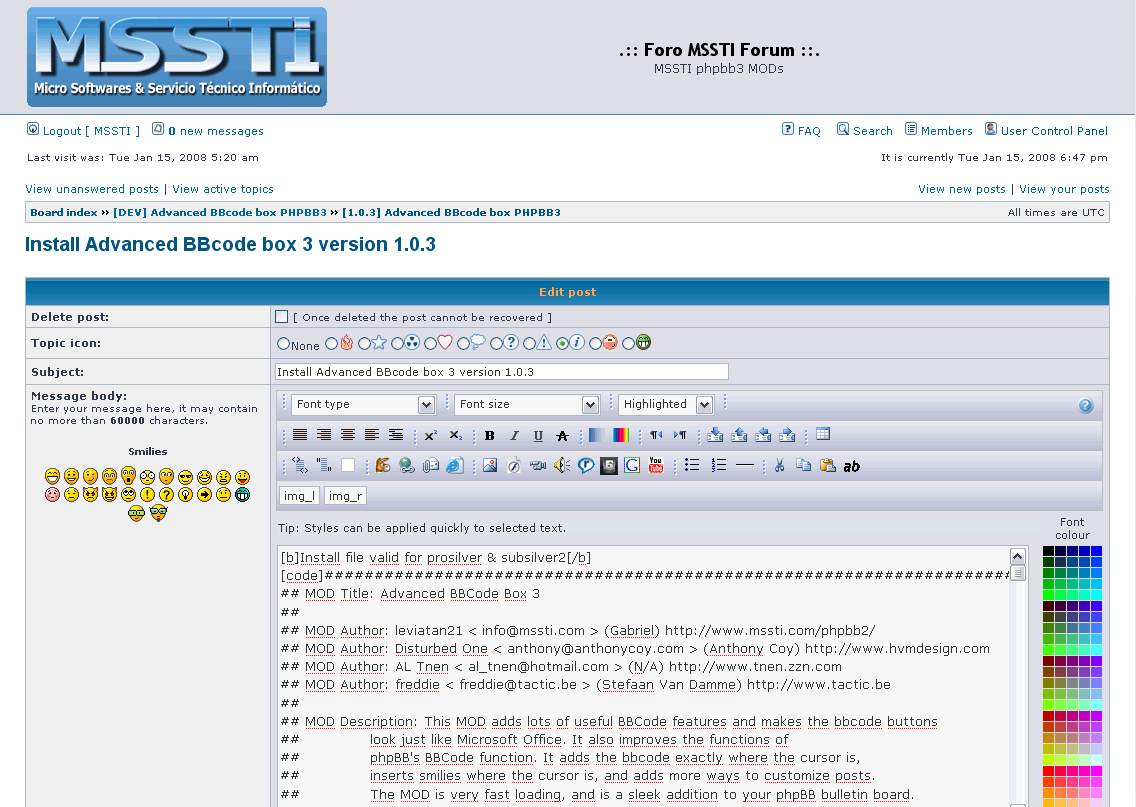 MSSTi
Micro Softwares & Servicio Técnico Informático
.:: Foro MSSTI Forum ::.
MSSTI phpbb3 MODs
Logout [ MSSTI ] 0 new messages
FAQ Search Members User Control Panel
Last visit was: Tue Jan 15, 2008 5:20 am
It is currently Tue Jan 15, 2008 6:47 pm
View unanswered posts | View active topics
View new posts | View your posts
Board index » [DEV] Advanced BBcode box PHPBB3 » [1.0.3] Advanced BBcode box PHPBB3
All times are UTC
Install Advanced BBcode box 3 version 1.0.3
Edit post
Delete post:
[ Once deleted the post cannot be recovered ]
Topic icon:
None
Subject:
Install Advanced BBcode box 3 version 1.0.3
Message body:
Enter your message here, it may contain
no more than 60000 characters.
Smilies
Font type Font size Highlighted
img_l img_r
Tip: Styles can be applied quickly to selected text.
Font
colour
[b]Install file valid for prosilver & subsilver2[/b]
[code]####################################################################
## MOD Title: Advanced BBCode Box 3
##
## MOD Author: leviatan21 < info@mssti.com > (Gabriel) http://www.mssti.com/phpbb2/
## MOD Author: Disturbed One < anthony@anthonycoy.com > (Anthony Coy) http://www.hvmdesign.com
## MOD Author: AL Tnen < al_tnen@hotmail.com > (N/A) http://www.tnen.zzn.com
## MOD Author: freddie < freddie@tactic.be > (Stefaan Van Damme) http://www.tactic.be
##
## MOD Description: This MOD adds lots of useful BBCode features and makes the bbcode buttons
## look just like Microsoft Office. It also improves the functions of
## phpBB's BBCode function. It adds the bbcode exactly where the cursor is,
## inserts smilies where the cursor is, and adds more ways to customize posts.
## The MOD is very fast loading, and is a sleek addition to your phpBB bulletin board.